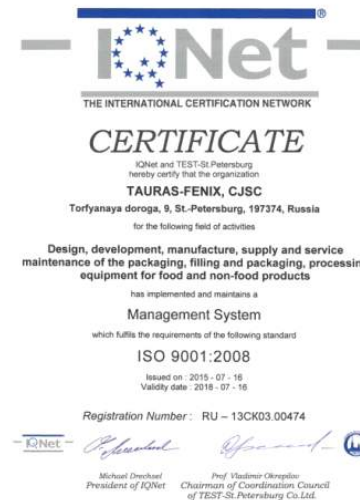 IQNet
®
THE INTERNATIONAL CERTIFICATION NETWORK
CERTIFICATE
IQNet and TEST-St.Petersburg
hereby certify that the organization
TAURAS-FENIX, CJSC
Torfyanaya doroga, 9, St.-Petersburg, 197374, Russia
for the following field of activities
Design, development, manufacture, supply and service
maintenance of the packaging, filling and packaging, processin
equipment for food and non-food products
has implemented and maintains a
Management System
which fulfils the requirements of the following standard
ISO 9001:2008
Issued on : 2015 - 07 - 16
Validity date : 2018 - 07 - 16
Registration Number : RU – 13CK03.00474
IQNet
Michael Drechsel
President of IQNet
Prof. Vladimir Okrepilov
Chairman of Coordination Council
of TEST-St.Petersburg Co.Ltd.